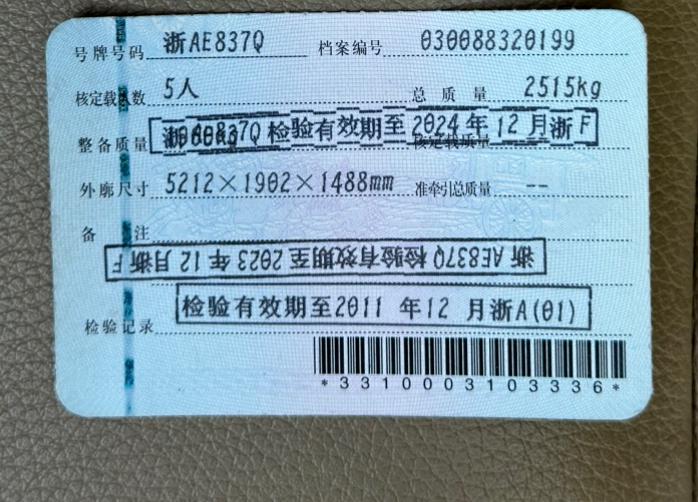 号牌号码 浙AE837Q 档案编号 030088320199
核定载人数 5人 总质量 2515kg
整备质量 浙AE837Q 检验有效期至 2024 年 12 月浙 F
核定载质量
外廓尺寸 5212×1902×1488mm 准牵引总质量 --
备注
浙 AE837Q 检验有效期至 2023 年 12 月浙 F
检验有效期至2011 年12 月浙A(01)
检验记录
*3310003103336*